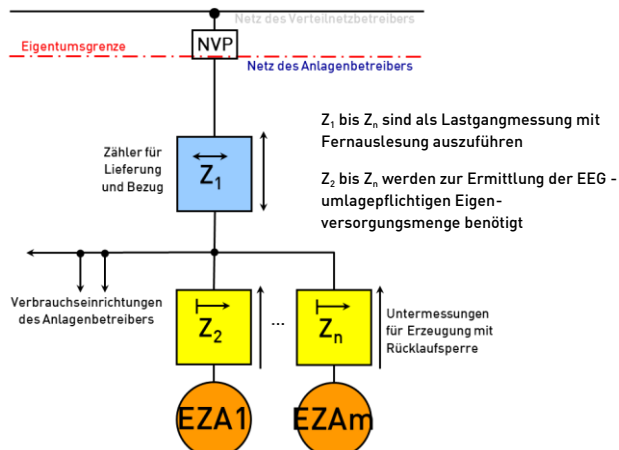 Netz des Verteilnetzbetreibers
NVP
Eigentumsgrenze
Netz des Anlagenbetreibers
Z1 bis Zn sind als Lastgangmessung mit
Fernauslesung auszuführen
Zähler für
Lieferung
und Bezug
Z1
Z2 bis Zn werden zur Ermittlung der EEG -
umlagepflichtigen Eigen-
versorgungsmenge benötigt
Verbrauchseinrichtungen
des Anlagenbetreibers
Z2
...
Zn
Untermessungen
für Erzeugung mit
Rücklaufsperre
EZA1
EZAm